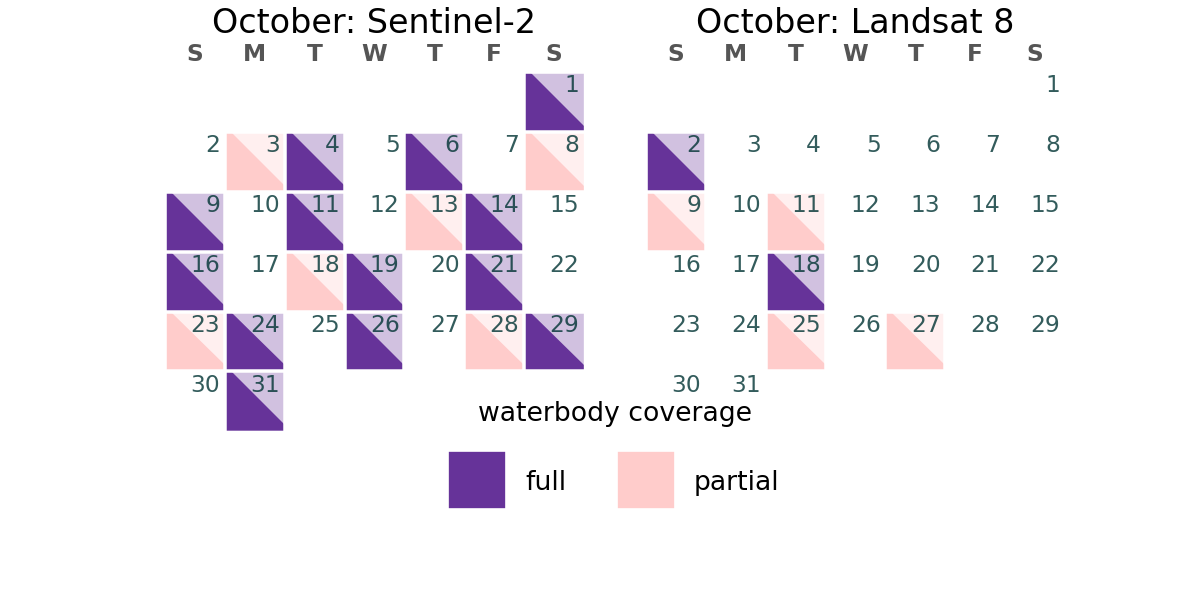 October: Sentinel-2
S M T W T F S
1
2 3 4 5 6 7 8
9 10 11 12 13 14 15
16 17 18 19 20 21 22
23 24 25 26 27 28 29
30 31
October: Landsat 8
S M T W T F S
1
2 3 4 5 6 7 8
9 10 11 12 13 14 15
16 17 18 19 20 21 22
23 24 25 26 27 28 29
30 31
waterbody coverage
full partial